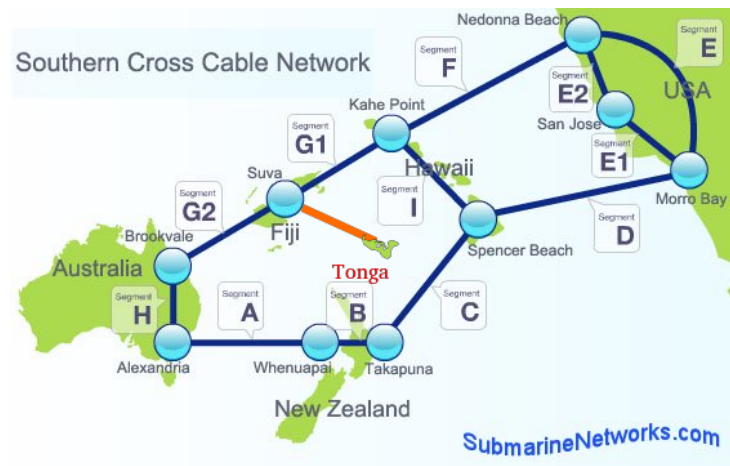 Southern Cross Cable Network
Nedonna Beach
Segment
E
Segment
F
USA
Segment
E2
Kahe Point
San Jose
Segment
G1
Segment
E1
Hawaii
Suva
Segment
I
Segment
G2
Morro Bay
Fiji
Segment
D
Brookvale
Spencer Beach
Australia
Tonga
Segment
H
Segment
A
Segment
B
Segment
C
Alexandria
Whenuapai
Takapuna
New Zealand
SubmarineNetworks.com